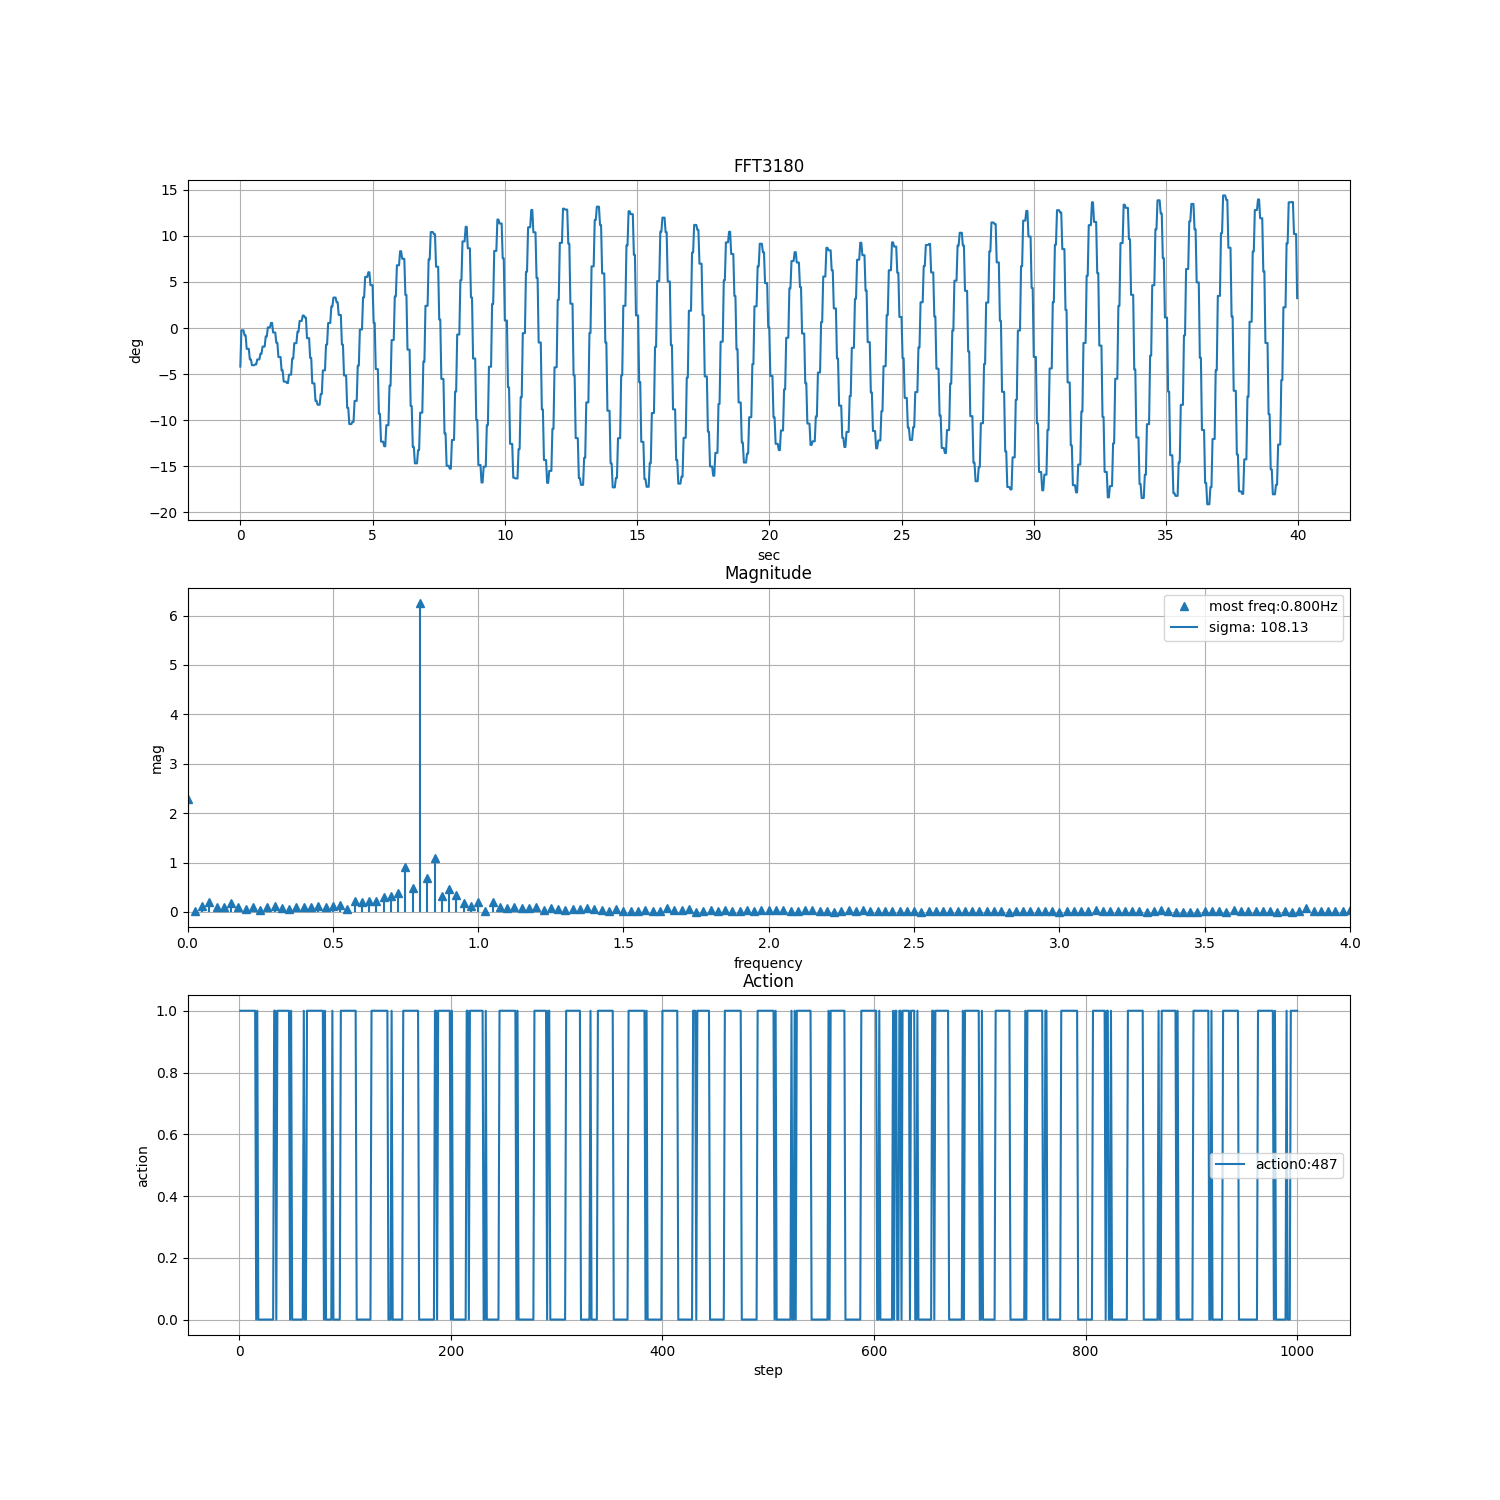 FFT3180
15
10
5
0
−5
−10
−15
−20
deg
0 5 10 15 20 25 30 35 40
sec
Magnitude
6
5
4
3
2
1
0
mag
most freq:0.800Hz
sigma: 108.13
0.0 0.5 1.0 1.5 2.0 2.5 3.0 3.5 4.0
frequency
Action
1.0
0.8
0.6
0.4
0.2
0.0
action
action0:487
0 200 400 600 800 1000
step